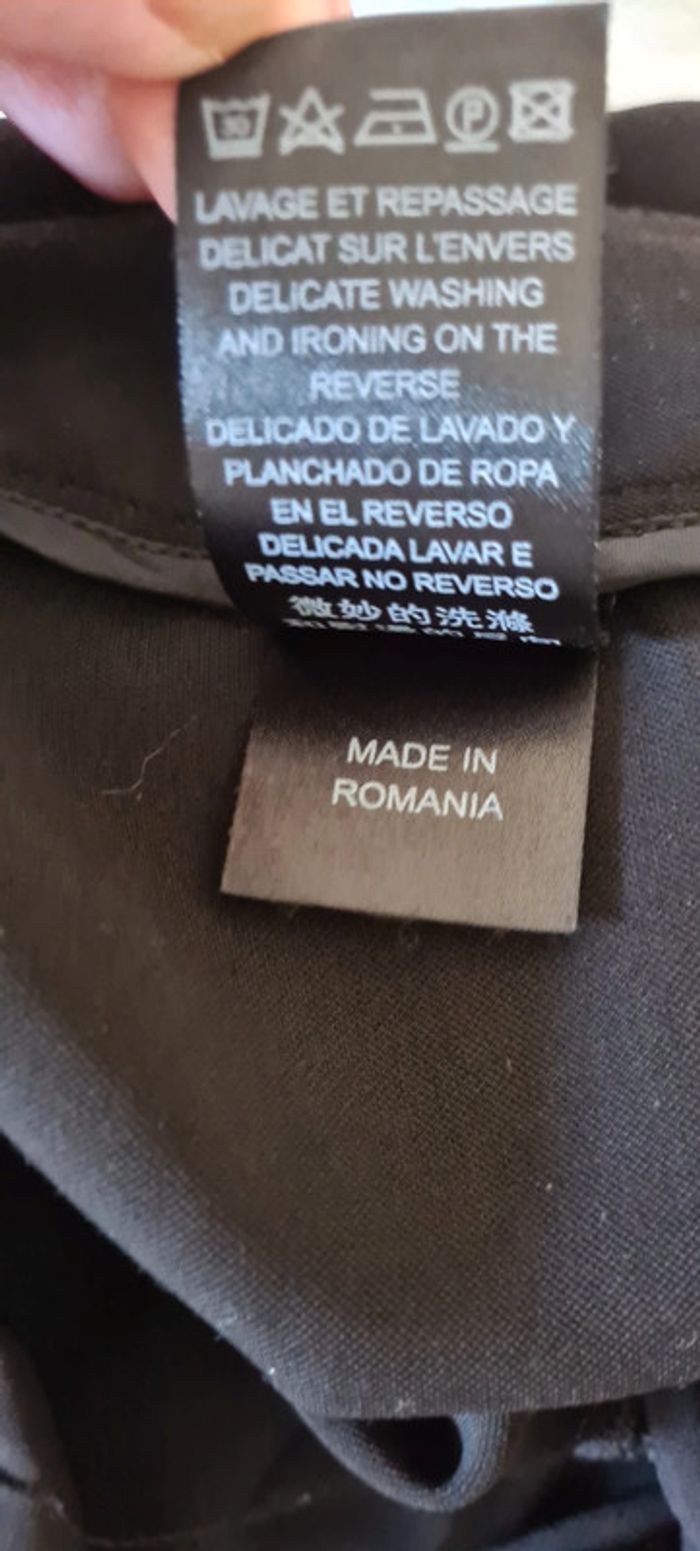 30
P
LAVAGE ET REPASSAGE
DELICAT SUR L'ENVERS
DELICATE WASHING
AND IRONING ON THE
REVERSE
DELICADO DE LAVADO Y
PLANCHADO DE ROPA
EN EL REVERSO
DELICADA LAVAR E
PASSAR NO REVERSO
微妙的洗滌
MADE IN
ROMANIA